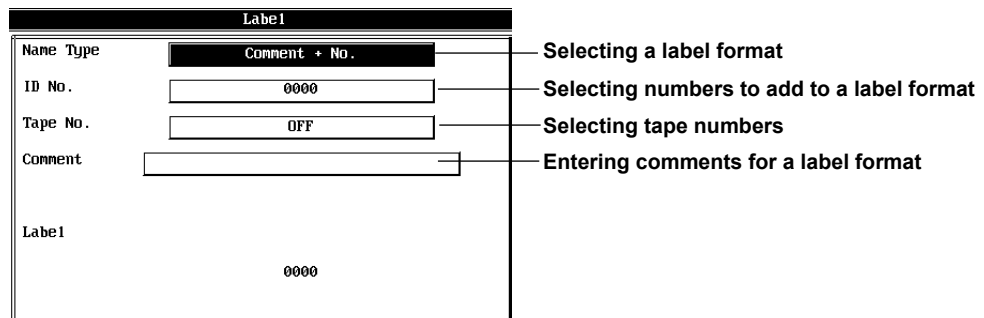 Label
Name Type Comment + No. Selecting a label format
ID No. 0000 Selecting numbers to add to a label format
Tape No. OFF Selecting tape numbers
Comment Entering comments for a label format
Label
0000